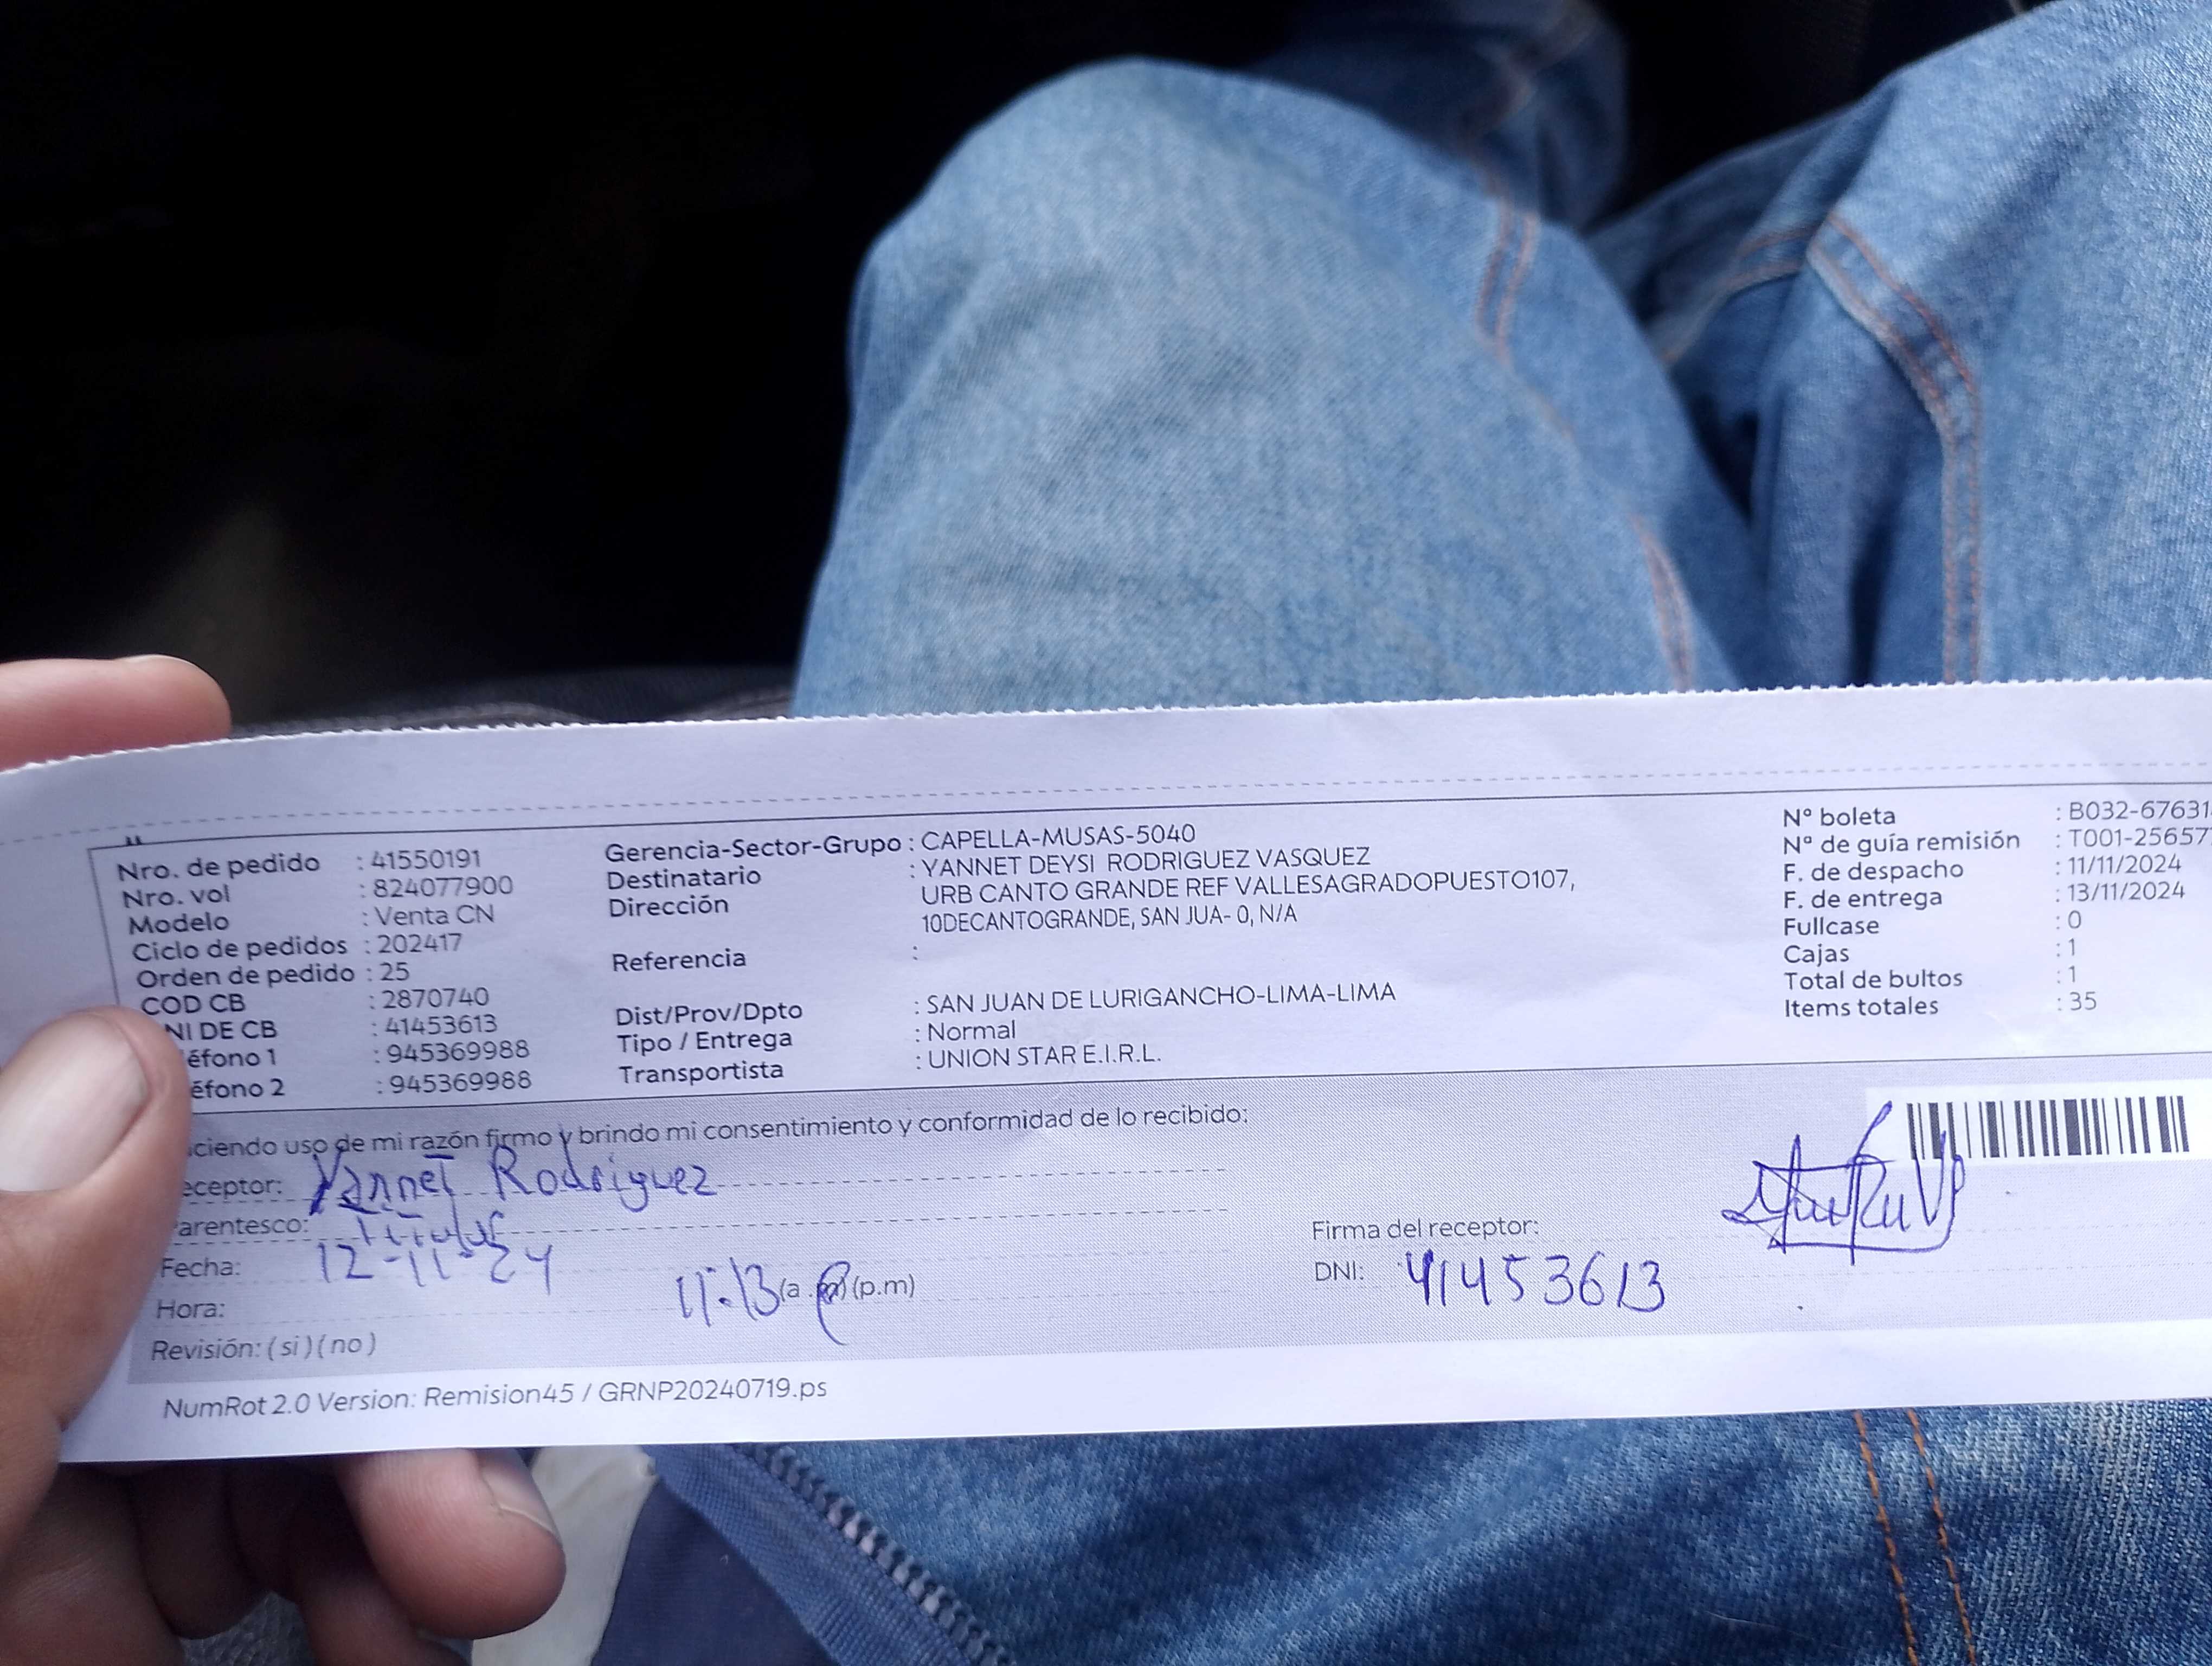 Nro. de pedido : 41550191
Nro. vol : 824077900
Modelo : Venta CN
Ciclo de pedidos : 202417
Orden de pedido : 25
COD CB : 2870740
NI DE CB : 41453613
éfono 1 : 945369988
éfono 2 : 945369988
Gerencia-Sector-Grupo : CAPELLA-MUSAS-5040
Destinatario : YANNET DEYSI RODRIGUEZ VASQUEZ
Dirección URB CANTO GRANDE REF VALLESAGRADOPUESTO107,
10DECANTOGRANDE, SAN JUA- 0, N/A
Referencia :
Dist/Prov/Dpto : SAN JUAN DE LURIGANCHO-LIMA-LIMA
Tipo / Entrega : Normal
Transportista : UNION STAR E.I.R.L.
N° boleta : B032-67631
N° de guía remisión : T001-25657
F. de despacho : 11/11/2024
F. de entrega : 13/11/2024
Fullcase : 0
Cajas : 1
Total de bultos : 1
Items totales : 35
ciendo uso de mi razón firmo y brindo mi consentimiento y conformidad de lo recibido:
eceptor: Yannet Rodriguez
arentesco: Titular
Fecha: 12-11-24
Hora: 11:13 (a (p.m)
Revisión: ( si ) ( no )
Firma del receptor:
DNI: 41453613
NumRot 2.0 Version: Remision45 / GRNP20240719.ps